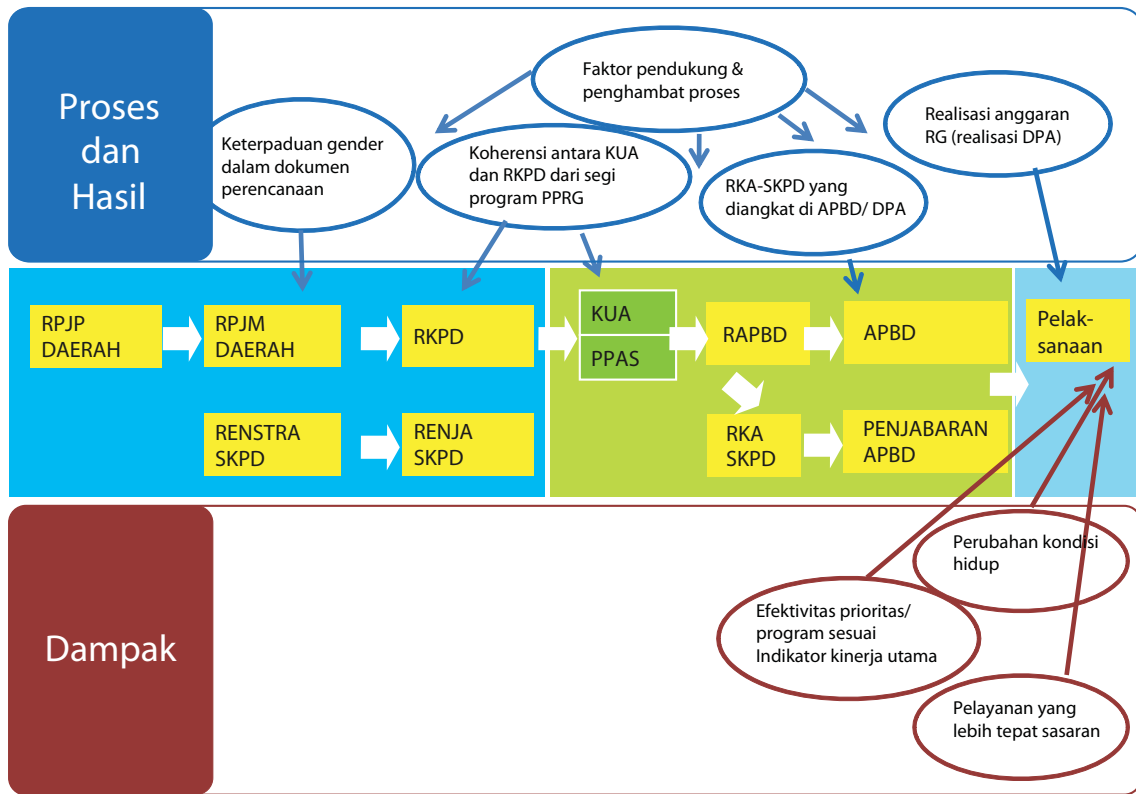 Proses
dan
Hasil
Faktor pendukung &
penghambat proses
Keterpaduan gender
dalam dokumen
perencanaan
Koherensi antara KUA
dan RKPD dari segi
program PPRG
RKA-SKPD yang
diangkat di APBD/ DPA
Realisasi anggaran
RG (realisasi DPA)
RPJP
DAERAH
RPJM
DAERAH
RKPD
KUA
PPAS
RAPBD
APBD
Pelak-
sanaan
RENSTRA
SKPD
RENJA
SKPD
RKA
SKPD
PENJABARAN
APBD
Dampak
Perubahan kondisi
hidup
Efektivitas prioritas/
program sesuai
Indikator kinerja utama
Pelayanan yang
lebih tepat sasaran